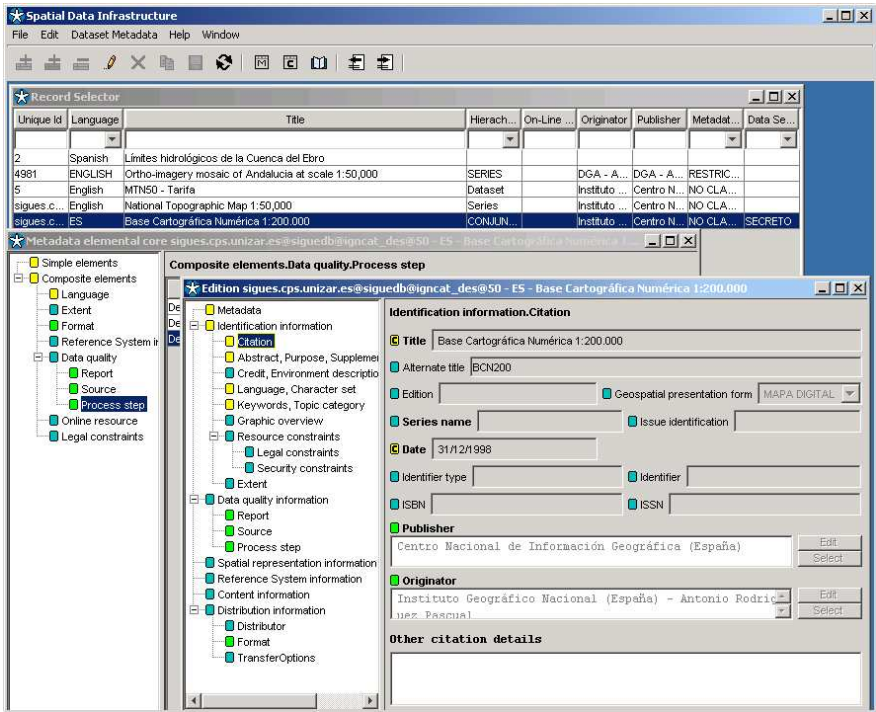 Spatial Data Infrastructure
File Edit Dataset Metadata Help Window
M C
Record Selector
Unique Id Language Title Hierach... On-Line ... Originator Publisher Metadat... Data Se...
2 Spanish Límites hidrológicos de la Cuenca del Ebro
4981 ENGLISH Ortho-imagery mosaic of Andalucia at scale 1:50,000 SERIES DGA - A... DGA - A... RESTRIC...
5 English MTN50 - Tarifa Dataset Instituto ... Centro N... NO CLA...
sigues.c... English National Topographic Map 1:50,000 Series Instituto ... Centro N... NO CLA...
sigues.c... ES Base Cartográfica Numérica 1:200.000 CONJUN... Instituto ... Centro N... NO CLA... SECRETO
Metadata elemental core sigues.cps.unizar.es@siguedb@igncat_des@50 - ES - Base Cartográfica Numérica 1...
Simple elements
Composite elements
Language
Extent
Format
Reference System ir
Data quality
Report
Source
Process step
Online resource
Legal constraints
Composite elements.Data quality.Process step
De
De
De
Edition sigues.cps.unizar.es@siguedb@igncat_des@50 - ES - Base Cartográfica Numérica 1:200.000
Metadata
Identification information
Citation
Abstract, Purpose, Supplemer
Credit, Environment descriptio
Language, Character set
Keywords, Topic category
Graphic overview
Resource constraints
Legal constraints
Security constraints
Extent
Data quality information
Report
Source
Process step
Spatial representation information
Reference System information
Content information
Distribution information
Distributor
Format
TransferOptions
Identification information.Citation
C Title Base Cartográfica Numérica 1:200.000
Alternate title BCN200
Edition Geospatial presentation form MAPA DIGITAL
Series name Issue identification
C Date 31/12/1998
Identifier type Identifier
ISBN ISSN
Publisher
Centro Nacional de Información Geográfica (España) Edit
Select
Originator
Instituto Geográfico Nacional (España) - Antonio Rodríg Edit
uez Pascual Select
Other citation details